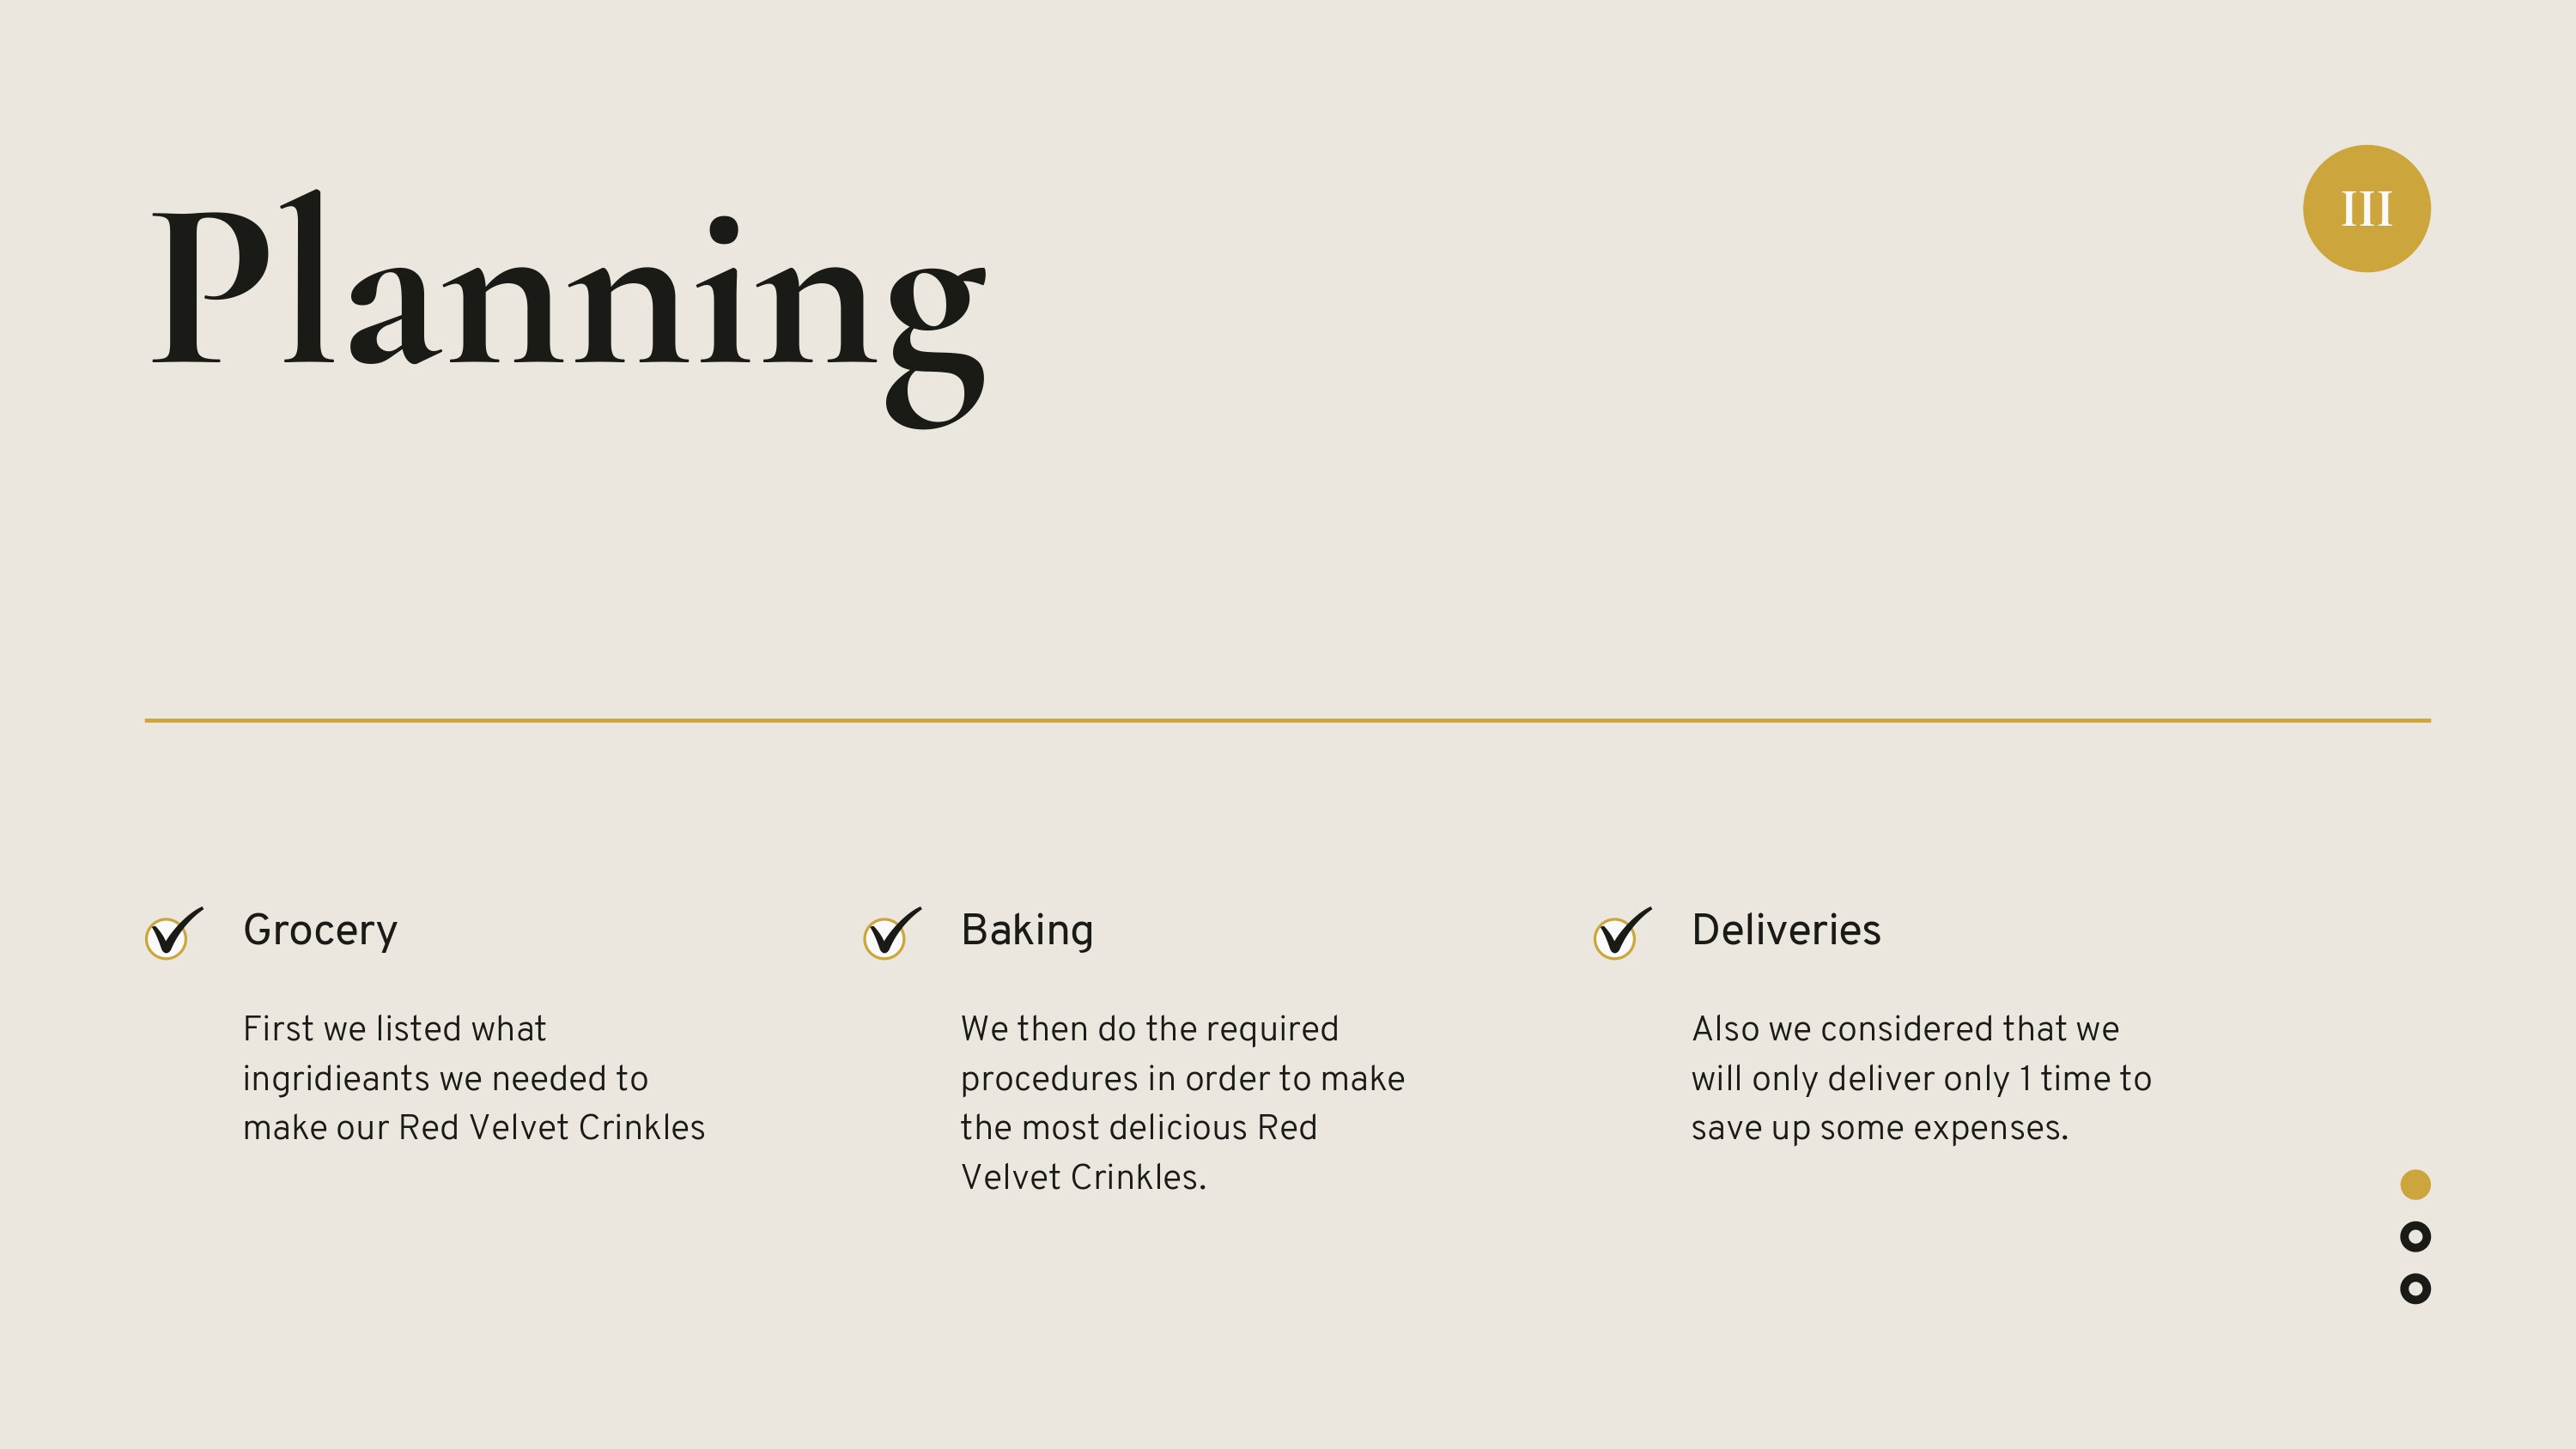 Planning
III
Grocery
First we listed what
ingridieants we needed to
make our Red Velvet Crinkles
Baking
We then do the required
procedures in order to make
the most delicious Red
Velvet Crinkles.
Deliveries
Also we considered that we
will only deliver only 1 time to
save up some expenses.